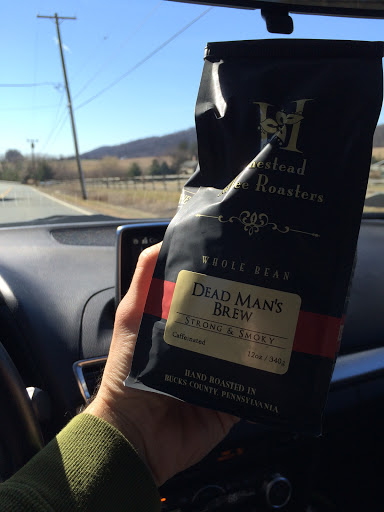 H
Roasters
WHOLE BEAN
DEAD MAN'S
BREW
STRONG & SMOKY
Caffeinated
12oz / 340g
HAND ROASTED IN
BUCKS COUNTY, PENNSYLVANIA